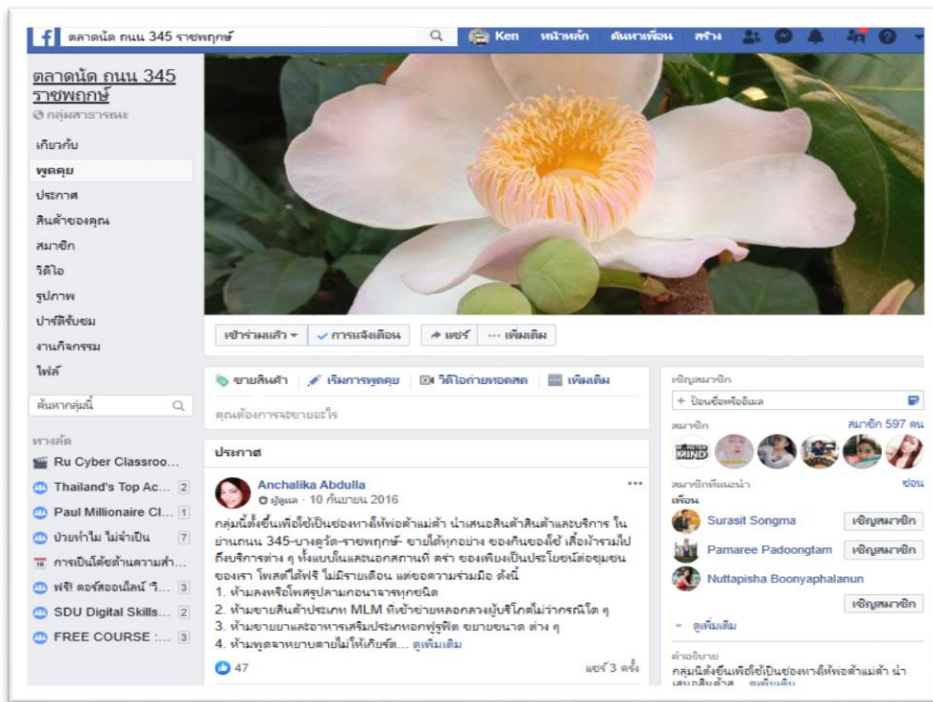 ตลาดนัด ถนน 345 ราชพฤกษ์
Ken หน้าหลัก ค้นหาเพื่อน สร้าง
ตลาดนัด ถนน 345
ราชพฤกษ์
กลุ่มสาธารณะ
เกี่ยวกับ
พูดคุย
ประกาศ
สินค้าของคุณ
สมาชิก
วิดีโอ
รูปภาพ
ปาร์ตี้รับชม
งานกิจกรรม
ไฟล์
ค้นหากลุ่มนี้
ทางลัด
Ru Cyber Classroo...
Thailand's Top Ac... 2
Paul Millionaire Cl... 1
ป่วยทำไม ไม่จำเป็น 7
การเป็นโค้ชด้านความสำ...
ฟรี! คอร์สออนไลน์ "วิ... 3
SDU Digital Skills... 2
FREE COURSE :... 3
เข้าร่วมแล้ว การแจ้งเตือน แชร์ ... เพิ่มเติม
ขายสินค้า เริ่มการพูดคุย วิดีโอถ่ายทอดสด เพิ่มเติม
คุณต้องการจะขายอะไร
ประกาศ
Anchalika Abdulla
ผู้ดูแล · 10 กันยายน 2016
กลุ่มนี้ตั้งขึ้นเพื่อใช้เป็นช่องทางให้พ่อค้าแม่ค้า นำเสนอสินค้าสินค้าและบริการ ใน
ย่านถนน 345-บางคูวัด-ราชพฤกษ์- ขายได้ทุกอย่าง ของกินของใช้ เสื้อผ้ารวมไป
ถึงบริการต่าง ๆ ทั้งแบบในและนอกสถานที่ คร่า ขอเพียงเป็นประโยชน์ต่อชุมชน
ของเรา โพสต์ได้ฟรี ไม่มีรายเดือน แต่ขอความร่วมมือ ดังนี้
1. ห้ามลงหรือโพสรูปลามกอนาจารทุกชนิด
2. ห้ามขายสินค้าประเภท MLM ที่เข้าข่ายหลอกลวงผู้บริโภคไม่ว่ากรณีใด ๆ
3. ห้ามขายยาและอาหารเสริมประเภทอกฟูรูฟิต ขยายขนาด ต่าง ๆ
4. ห้ามพูดจาหยาบคายไม่ให้เกียรติ... ดูเพิ่มเติม
47 แชร์ 3 ครั้ง
เชิญสมาชิก
+ ป้อนชื่อหรืออีเมล
สมาชิก สมาชิก 597 คน
MIND
สมาชิกที่แนะนำ ซ่อน
เพื่อน
Surasit Songma เชิญสมาชิก
Pamaree Padoongtam เชิญสมาชิก
Nuttapisha Boonyaphalanun
เชิญสมาชิก
ดูเพิ่มเติม
คำอธิบาย
กลุ่มนี้ตั้งขึ้นเพื่อใช้เป็นช่องทางให้พ่อค้าแม่ค้า นำ
เสนอสินค้าส... ดูเพิ่มเติม